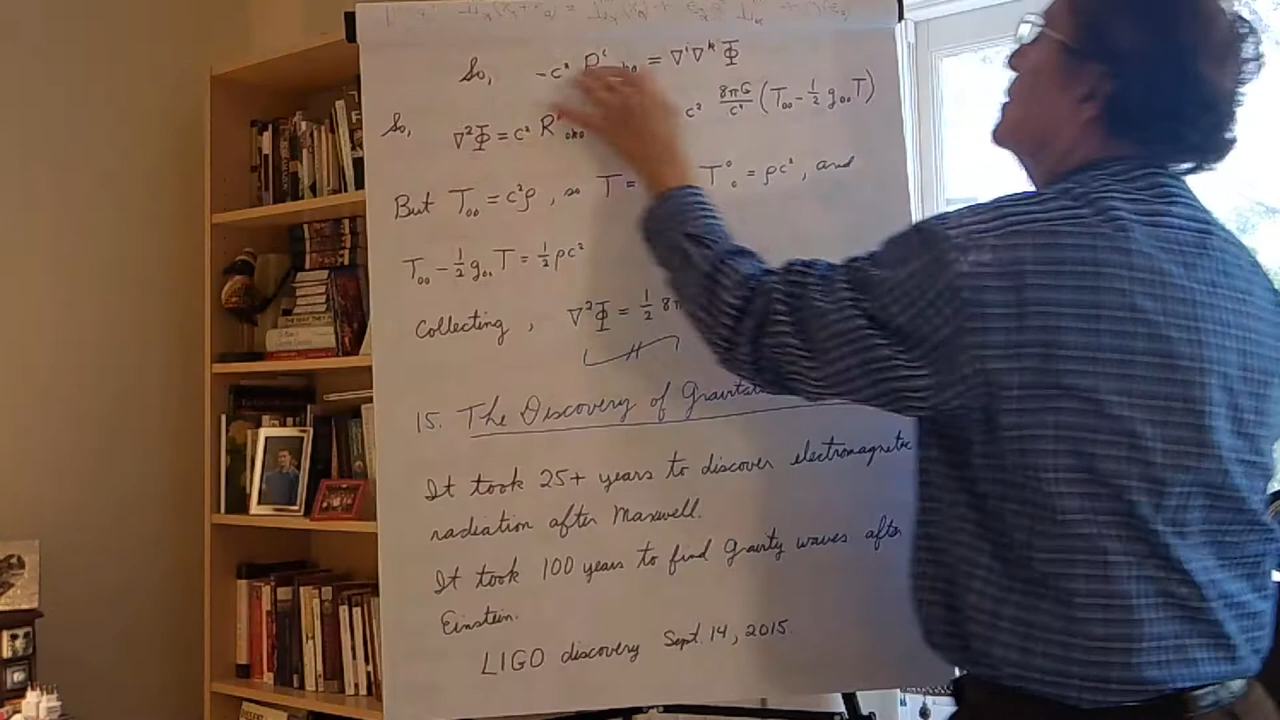 So, -c² R = ∇ⁱ∇ᵏ Φ
So, ∇²Φ = c² R c² 8πG/c⁴ (T₀₀ - ½ g₀₀ T)
But T₀₀ = c²ρ, so T = T⁰₀ = ρc², and
T₀₀ - ½ g₀₀ T = ½ ρc²
Collecting, ∇²Φ = ½ 8π
15. The Discovery of
It took 25+ years to discover electromagnetic
radiation after Maxwell.
It took 100 years to find gravity waves after
Einstein.
LIGO discovery Sept. 14, 2015.